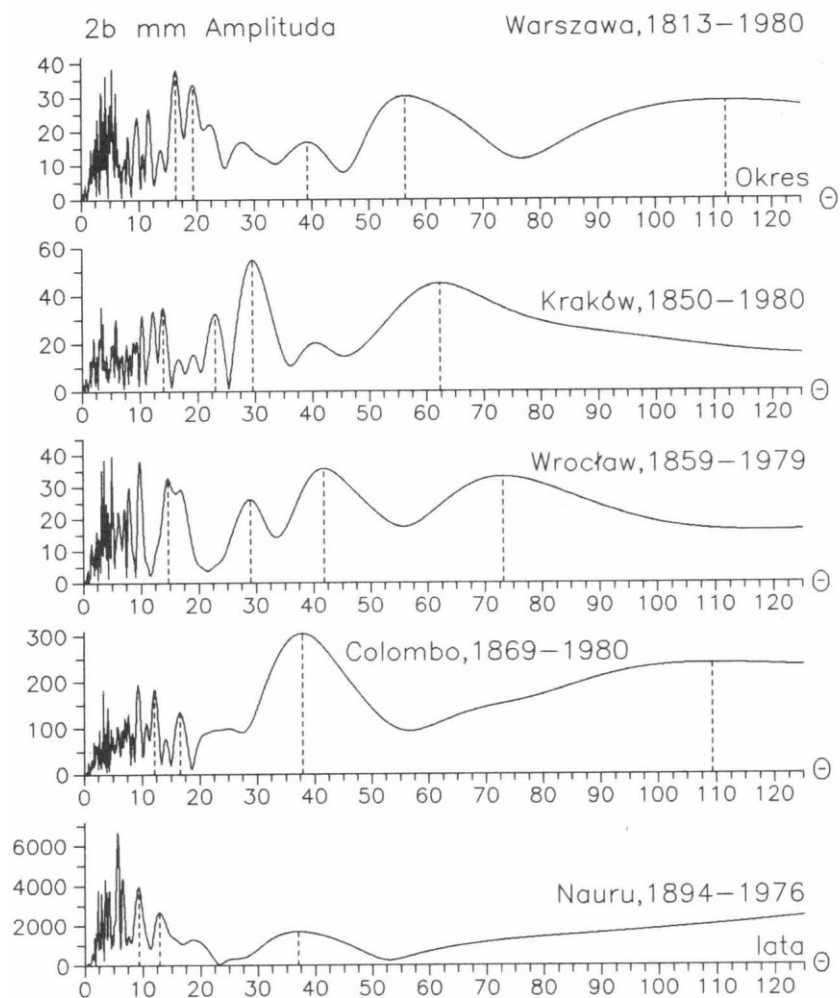 2b mm Amplituda Warszawa,1813–1980
40
30
20
10
0
Okres
0 10 20 30 40 50 60 70 80 90 100 110 120 Θ
60
40
20
0
Kraków,1850–1980
0 10 20 30 40 50 60 70 80 90 100 110 120 Θ
40
30
20
10
0
Wrocław,1859–1979
0 10 20 30 40 50 60 70 80 90 100 110 120 Θ
300
200
100
0
Colombo,1869–1980
0 10 20 30 40 50 60 70 80 90 100 110 120 Θ
6000
4000
2000
0
Nauru,1894–1976
lata
0 10 20 30 40 50 60 70 80 90 100 110 120 Θ